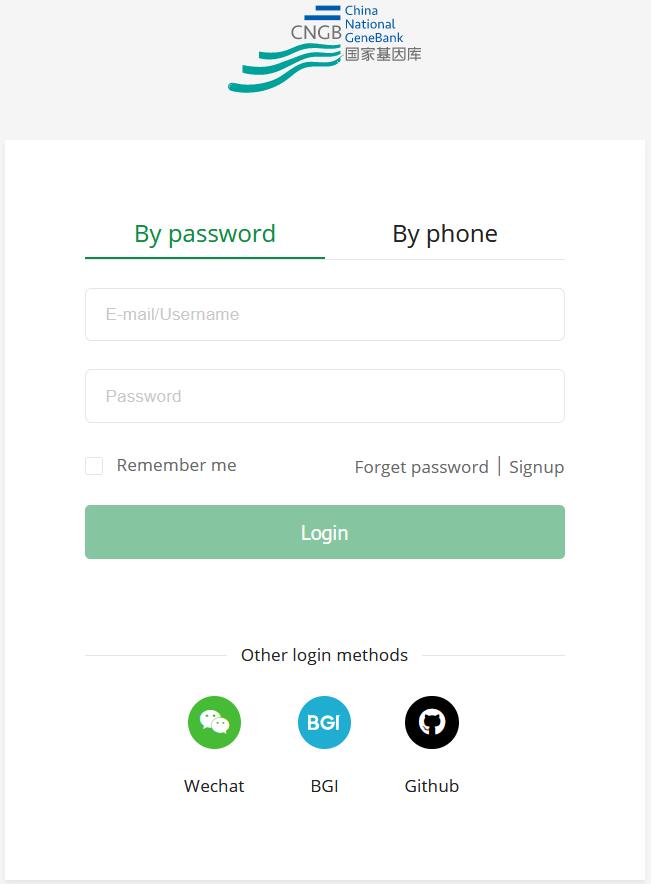 China
National
CNGB GeneBank
国家基因库
By password By phone
E-mail/Username
Password
Remember me Forget password | Signup
Login
Other login methods
BGI
Wechat BGI Github